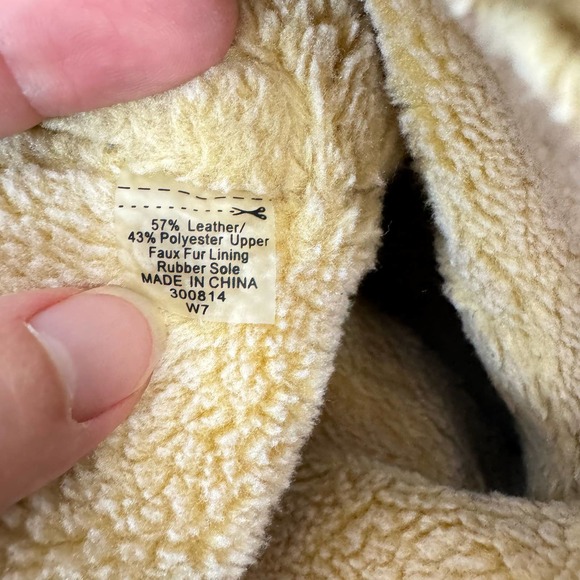 57% Leather/
43% Polyester Upper
Faux Fur Lining
Rubber Sole
MADE IN CHINA
300814
W7